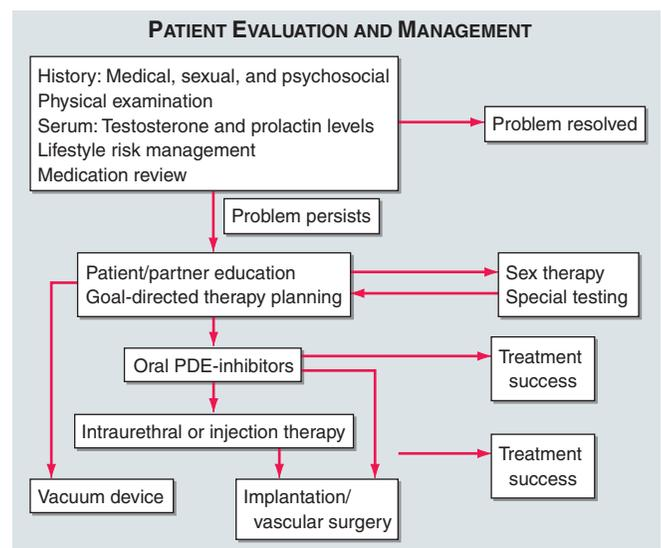 PATIENT EVALUATION AND MANAGEMENT
History: Medical, sexual, and psychosocial
Physical examination
Serum: Testosterone and prolactin levels
Lifestyle risk management
Medication review
Problem resolved
Problem persists
Patient/partner education
Goal-directed therapy planning
Sex therapy
Special testing
Oral PDE-inhibitors
Treatment
success
Intraurethral or injection therapy
Treatment
success
Vacuum device
Implantation/
vascular surgery